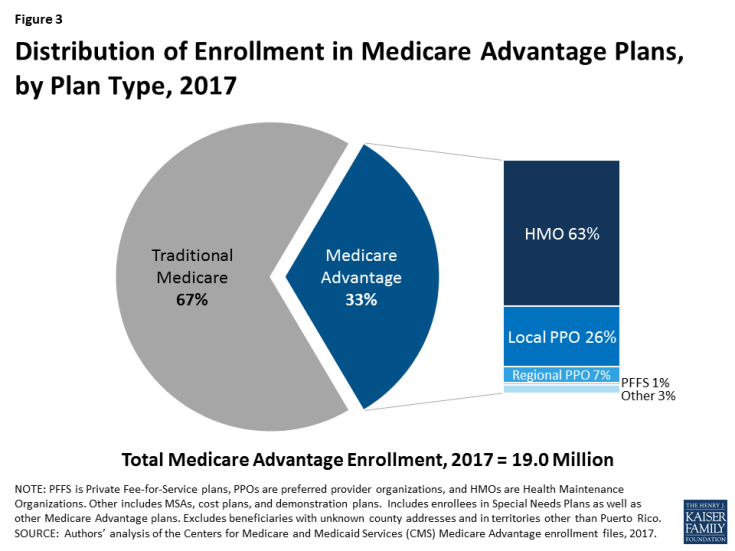 Figure 3
Distribution of Enrollment in Medicare Advantage Plans,
by Plan Type, 2017
Traditional
Medicare
67%
Medicare
Advantage
33%
HMO 63%
Local PPO 26%
Regional PPO 7%
PFFS 1%
Other 3%
Total Medicare Advantage Enrollment, 2017 = 19.0 Million
NOTE: PFFS is Private Fee-for-Service plans, PPOs are preferred provider organizations, and HMOs are Health Maintenance
Organizations. Other includes MSAs, cost plans, and demonstration plans.  Includes enrollees in Special Needs Plans as well as
other Medicare Advantage plans. Excludes beneficiaries with unknown county addresses and in territories other than Puerto Rico.
SOURCE:  Authors’ analysis of the Centers for Medicare and Medicaid Services (CMS) Medicare Advantage enrollment files, 2017.
THE HENRY J.
KAISER
FAMILY
FOUNDATION